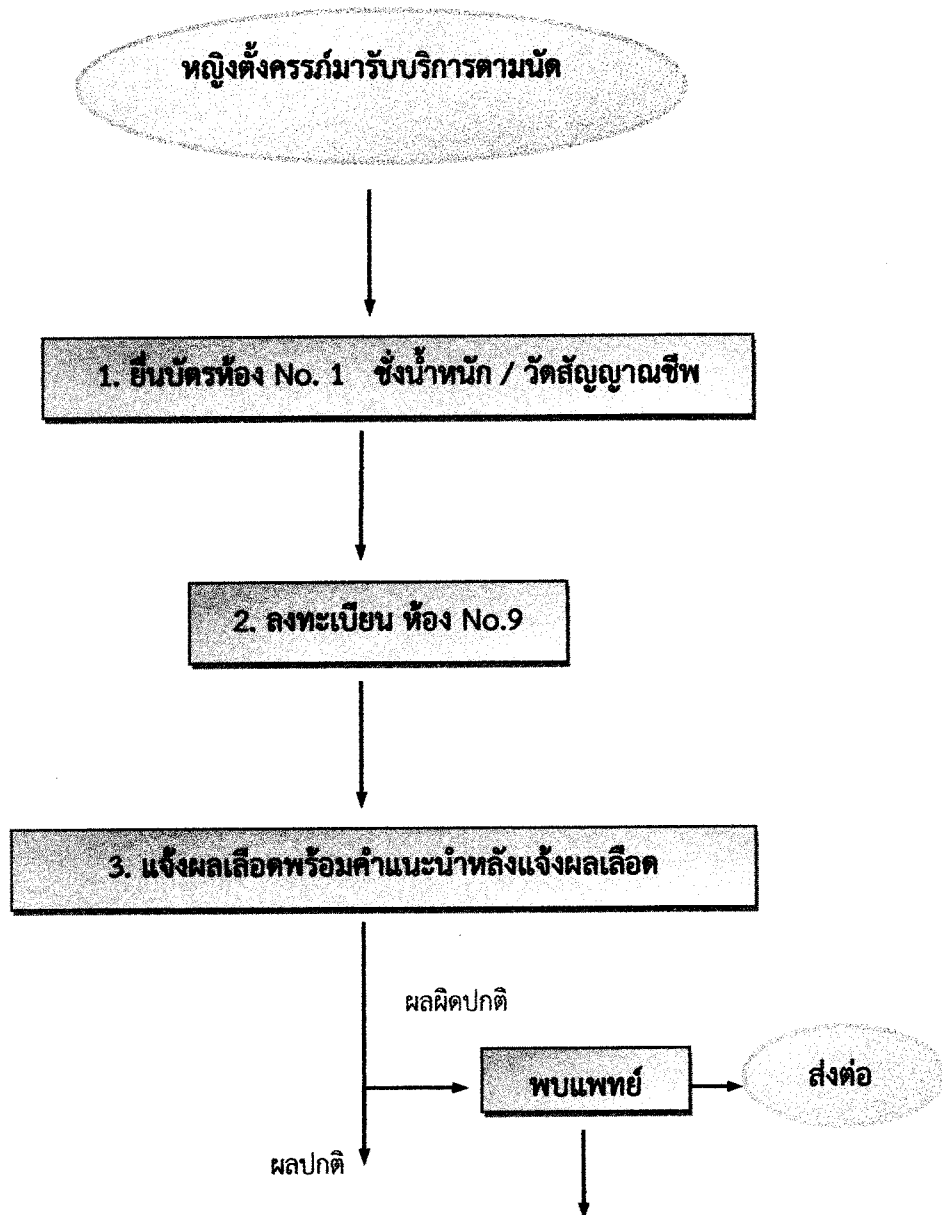 หญิงตั้งครรภ์มารับบริการตามนัด
1. ยื่นบัตรห้อง No. 1 ชั่งน้ำหนัก / วัดสัญญาณชีพ
2. ลงทะเบียน ห้อง No.9
3. แจ้งผลเลือดพร้อมคำแนะนำหลังแจ้งผลเลือด
ผลผิดปกติ
พบแพทย์
ส่งต่อ
ผลปกติ